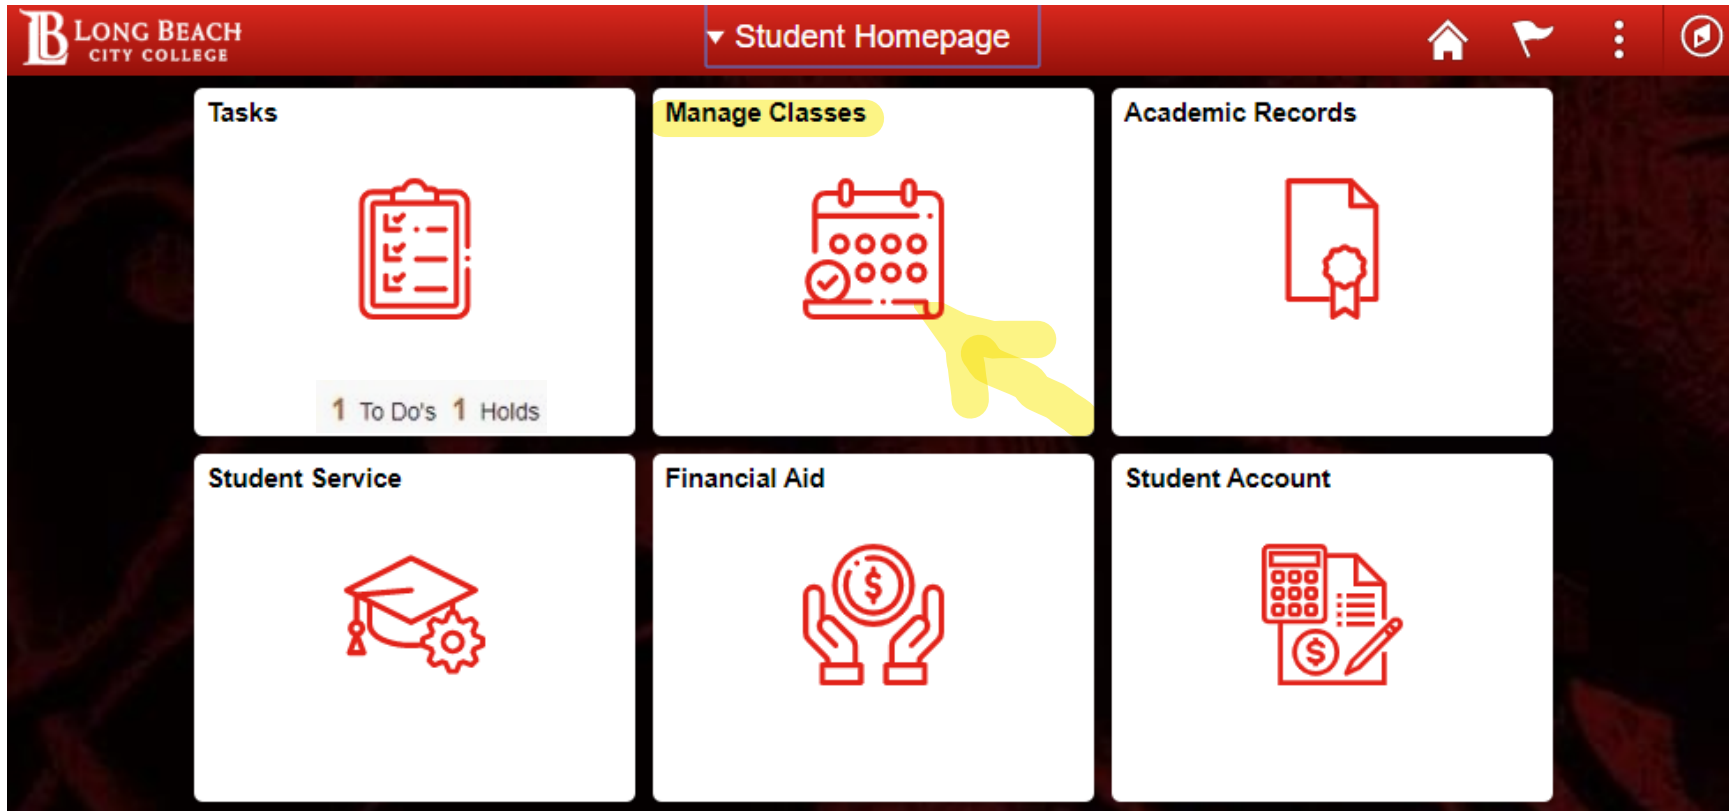 LONG BEACH
CITY COLLEGE
Student Homepage
Tasks
1 To Do's 1 Holds
Manage Classes
Academic Records
Student Service
Financial Aid
$
Student Account
$